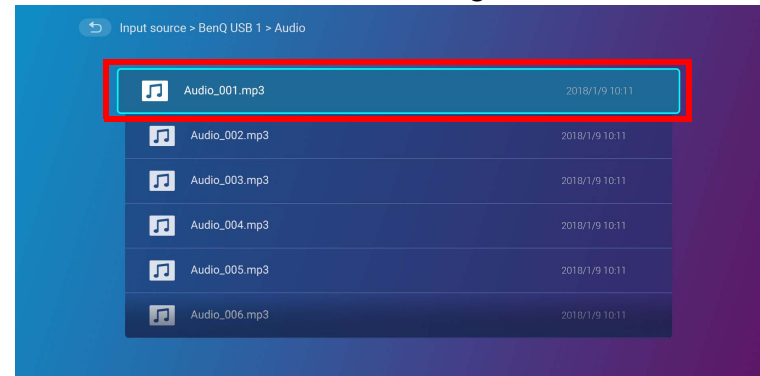 Input source > BenQ USB 1 > Audio
Audio_001.mp3 2018/1/9 10:11
Audio_002.mp3 2018/1/9 10:11
Audio_003.mp3 2018/1/9 10:11
Audio_004.mp3 2018/1/9 10:11
Audio_005.mp3 2018/1/9 10:11
Audio_006.mp3 2018/1/9 10:11